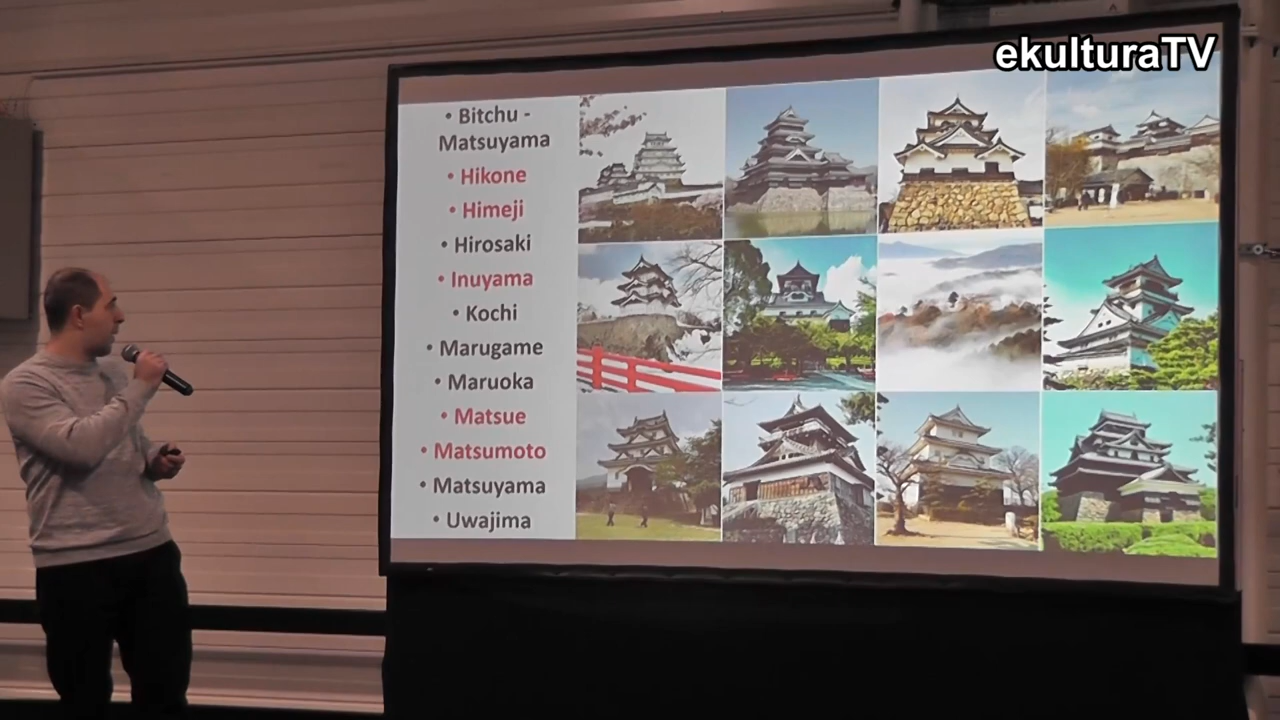 ekulturaTV
• Bitchu -
Matsuyama
• Hikone
• Himeji
• Hirosaki
• Inuyama
• Kochi
• Marugame
• Maruoka
• Matsue
• Matsumoto
• Matsuyama
• Uwajima